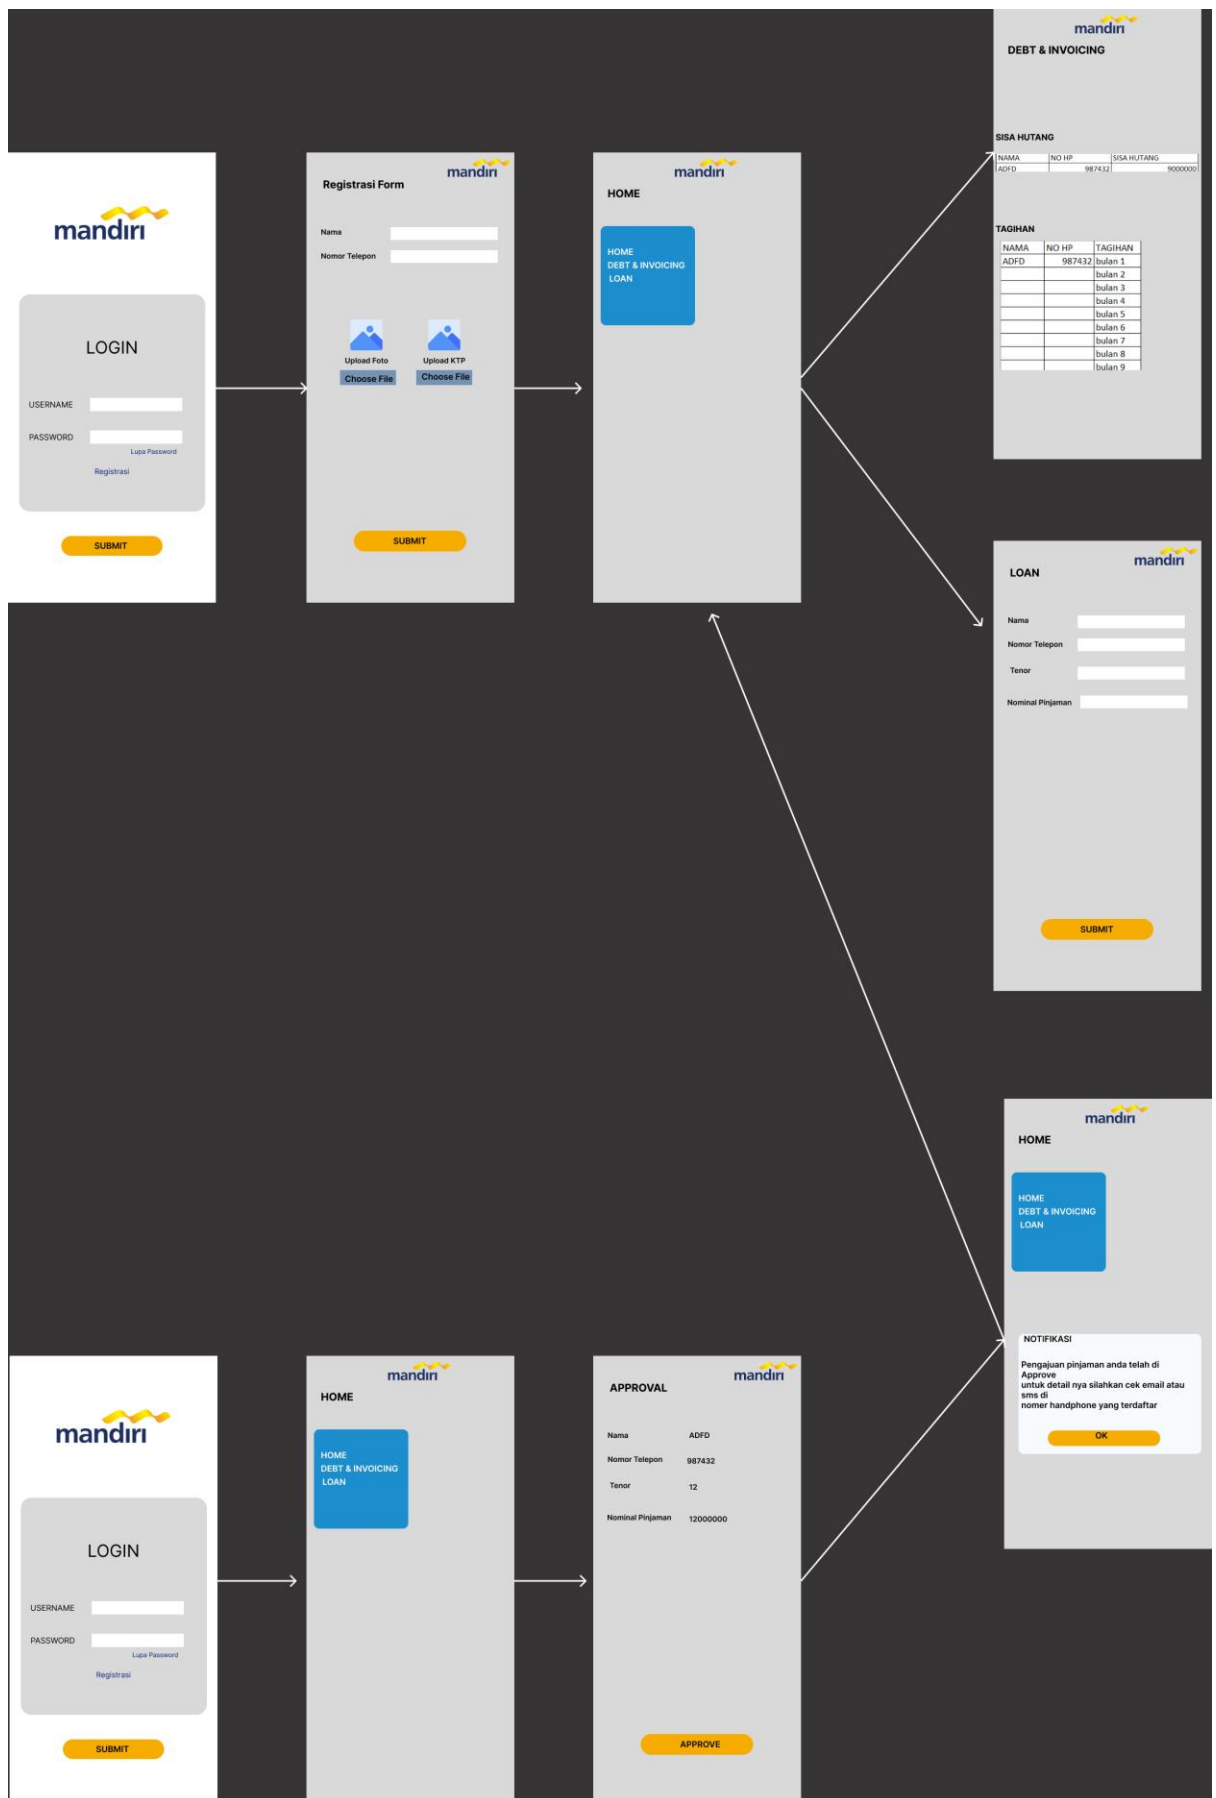 mandiri
LOGIN
USERNAME
PASSWORD
Lupa Password
Registrasi
SUBMIT
mandiri
Registrasi Form
Nama
Nomor Telepon
Upload Foto Upload KTP
Choose File Choose File
SUBMIT
mandiri
HOME
HOME
DEBT & INVOICING
LOAN
mandiri
DEBT & INVOICING
SISA HUTANG
NAMA NO HP SISA HUTANG
ADFD 987432 9000000
TAGIHAN
NAMA NO HP TAGIHAN
ADFD 987432 bulan 1
bulan 2
bulan 3
bulan 4
bulan 5
bulan 6
bulan 7
bulan 8
bulan 9
mandiri
LOAN
Nama
Nomor Telepon
Tenor
Nominal Pinjaman
SUBMIT
mandiri
LOGIN
USERNAME
PASSWORD
Lupa Password
Registrasi
SUBMIT
mandiri
HOME
HOME
DEBT & INVOICING
LOAN
mandiri
APPROVAL
Nama ADFD
Nomor Telepon 987432
Tenor 12
Nominal Pinjaman 12000000
APPROVE
mandiri
HOME
HOME
DEBT & INVOICING
LOAN
NOTIFIKASI
Pengajuan pinjaman anda telah di
Approve
untuk detail nya silahkan cek email atau
sms di
nomer handphone yang terdaftar
OK